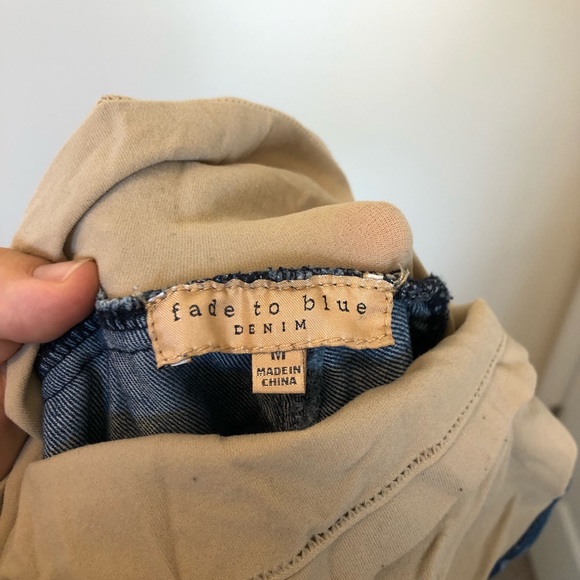 fade to blue
DENIM
M
MADE IN
CHINA